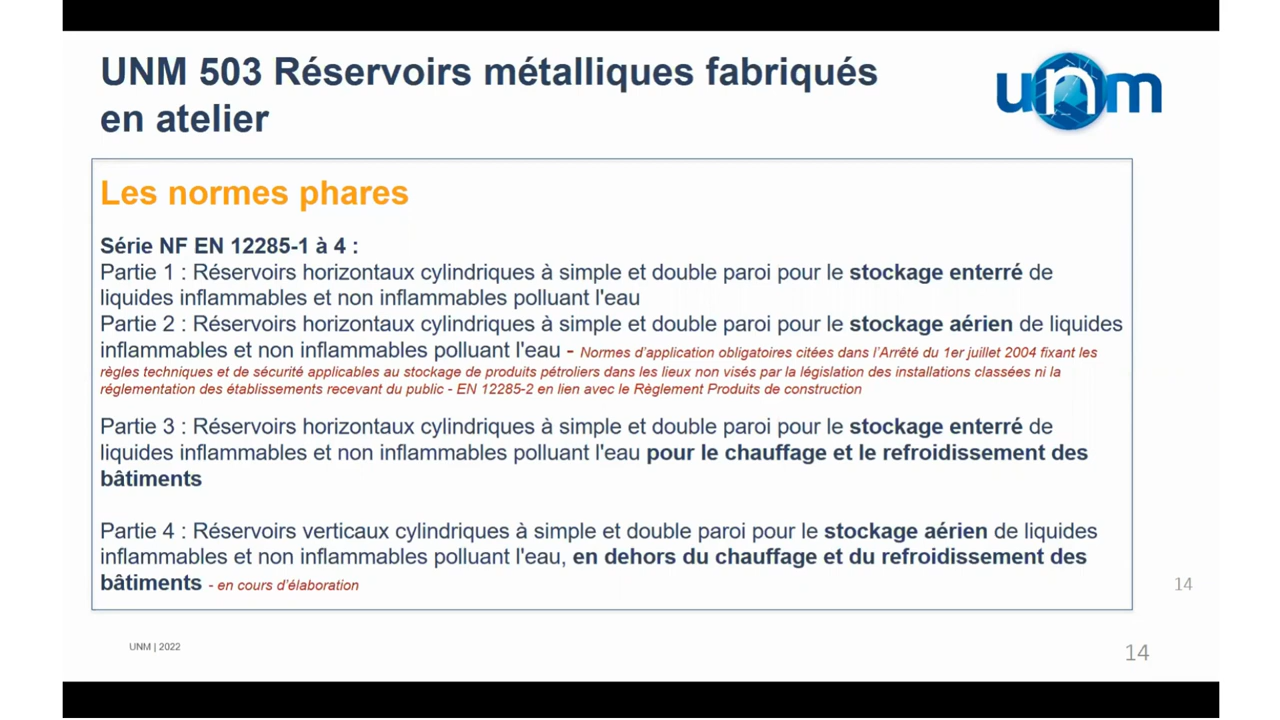 UNM 503 Réservoirs métalliques fabriqués
en atelier
unm
Les normes phares
Série NF EN 12285-1 à 4 :
Partie 1 : Réservoirs horizontaux cylindriques à simple et double paroi pour le stockage enterré de
liquides inflammables et non inflammables polluant l'eau
Partie 2 : Réservoirs horizontaux cylindriques à simple et double paroi pour le stockage aérien de liquides
inflammables et non inflammables polluant l'eau - Normes d'application obligatoires citées dans l'Arrêté du 1er juillet 2004 fixant les
règles techniques et de sécurité applicables au stockage de produits pétroliers dans les lieux non visés par la législation des installations classées ni la
réglementation des établissements recevant du public - EN 12285-2 en lien avec le Règlement Produits de construction
Partie 3 : Réservoirs horizontaux cylindriques à simple et double paroi pour le stockage enterré de
liquides inflammables et non inflammables polluant l'eau pour le chauffage et le refroidissement des
bâtiments
Partie 4 : Réservoirs verticaux cylindriques à simple et double paroi pour le stockage aérien de liquides
inflammables et non inflammables polluant l'eau, en dehors du chauffage et du refroidissement des
bâtiments - en cours d'élaboration
14
UNM | 2022
14